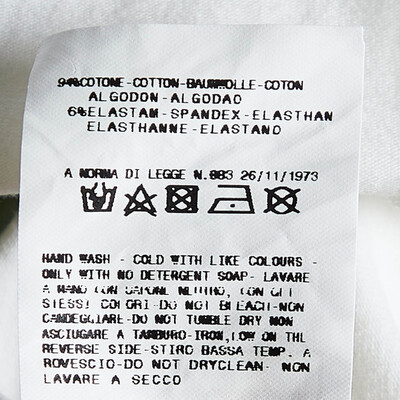 94%COTONE-COTTON-BAUMWOLLE-COTON
ALGODON-ALGODAO
6%ELASTAM-SPANDEX-ELASTHAN
ELASTHANNE-ELASTANO
A NORMA DI LEGGE N.883 26/11/1973
HAND WASH - COLD WITH LIKE COLOURS -
ONLY WITH NO DETERGENT SOAP- LAVARE
A MANO CON SAPONE NEUTRO, CON GLI
STESSI COLORI-DO NOT BLEACH-NON
CANDEGGIARE-DO NOT TUMBLE DRY NON
ASCIUGARE A TAMBURO-IRON,LOW ON THE
REVERSE SIDE-STIRO BASSA TEMP. A
ROVESCIO-DO NOT DRYCLEAN- NON
LAVARE A SECCO